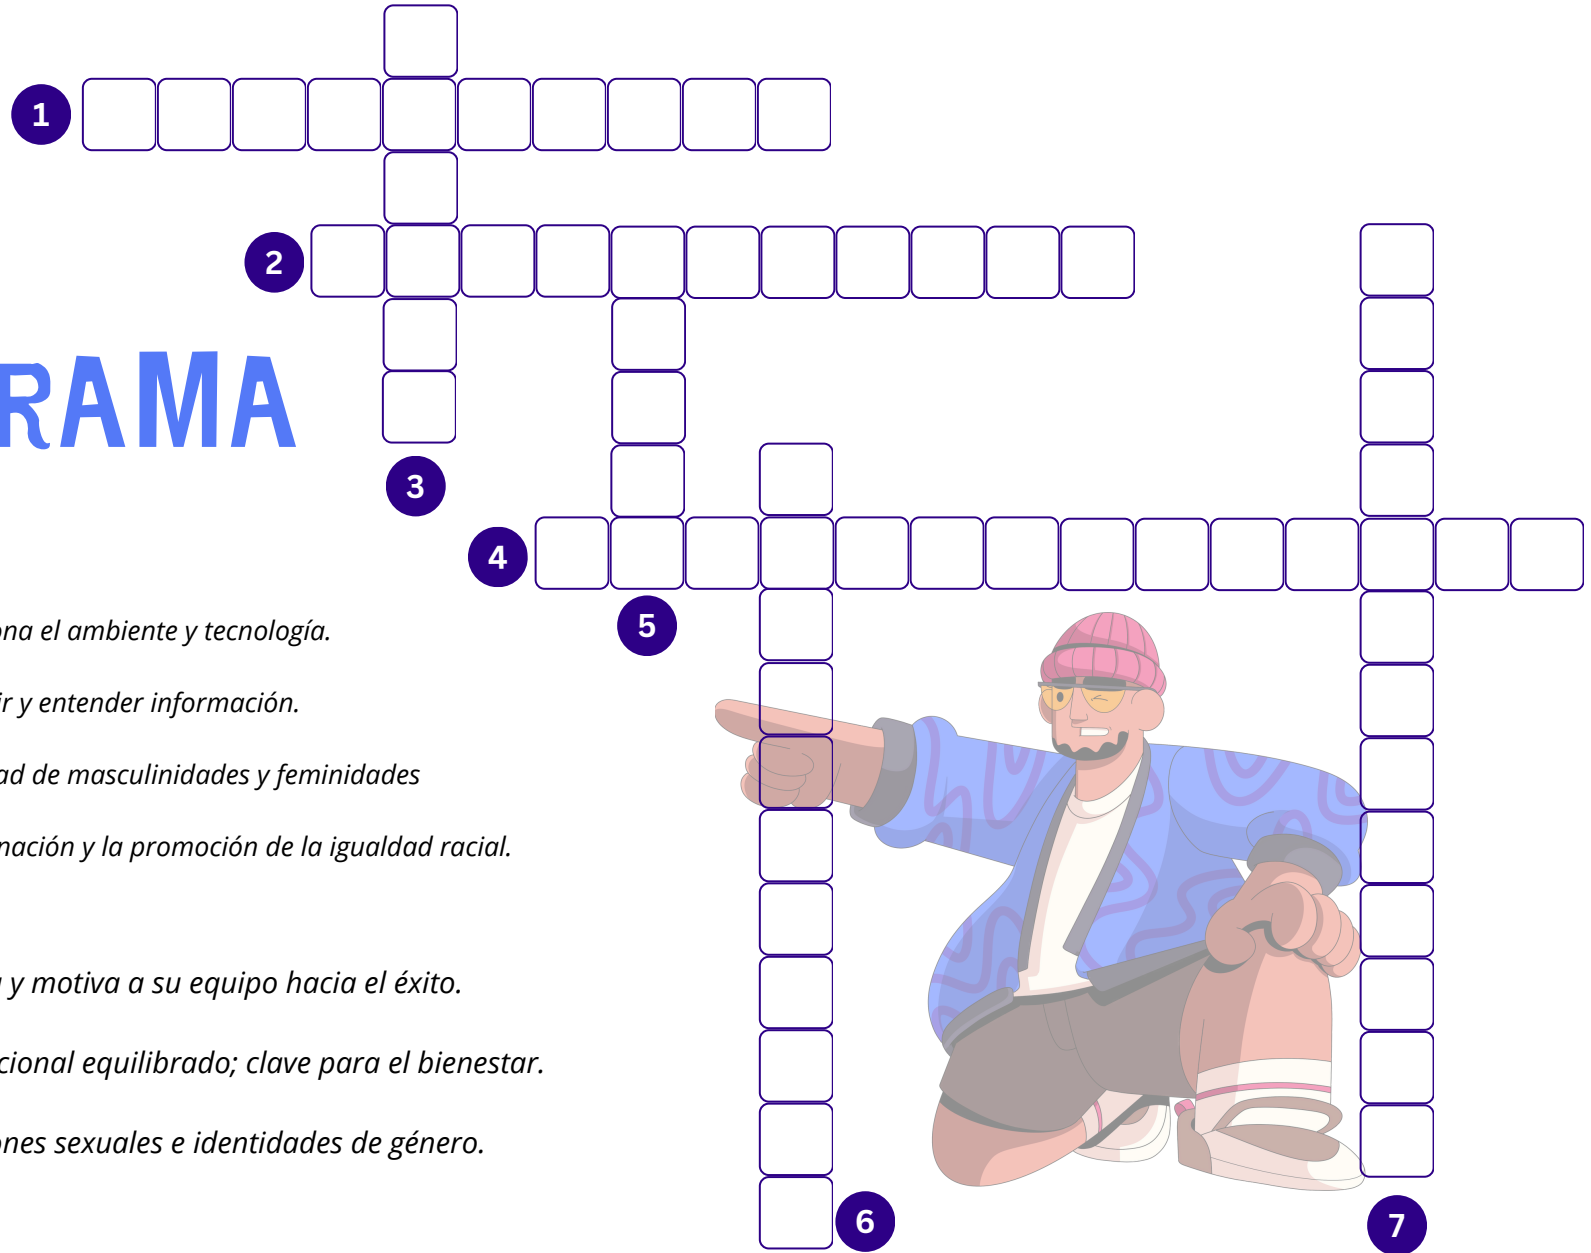 1
2
RAMA
3
4
5
ona el ambiente y tecnología.
ir y entender información.
ad de masculinidades y feminidades
nación y la promoción de la igualdad racial.
y motiva a su equipo hacia el éxito.
cional equilibrado; clave para el bienestar.
ones sexuales e identidades de género.
6
7